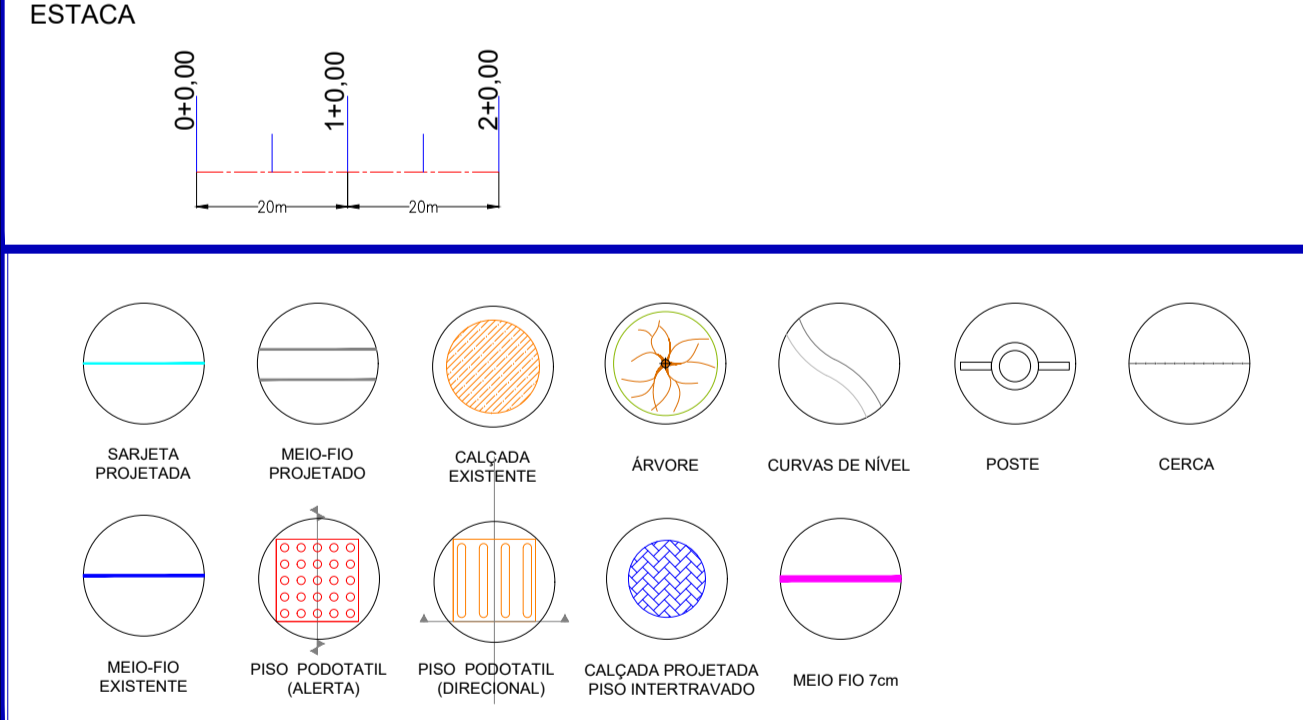 ESTACA
0+0,00
1+0,00
2+0,00
20m
20m
SARJETA
PROJETADA
MEIO-FIO
PROJETADO
CALÇADA
EXISTENTE
ÁRVORE
CURVAS DE NÍVEL
POSTE
CERCA
MEIO-FIO
EXISTENTE
PISO PODOTATIL
(ALERTA)
PISO PODOTATIL
(DIRECIONAL)
CALÇADA PROJETADA
PISO INTERTRAVADO
MEIO FIO 7cm